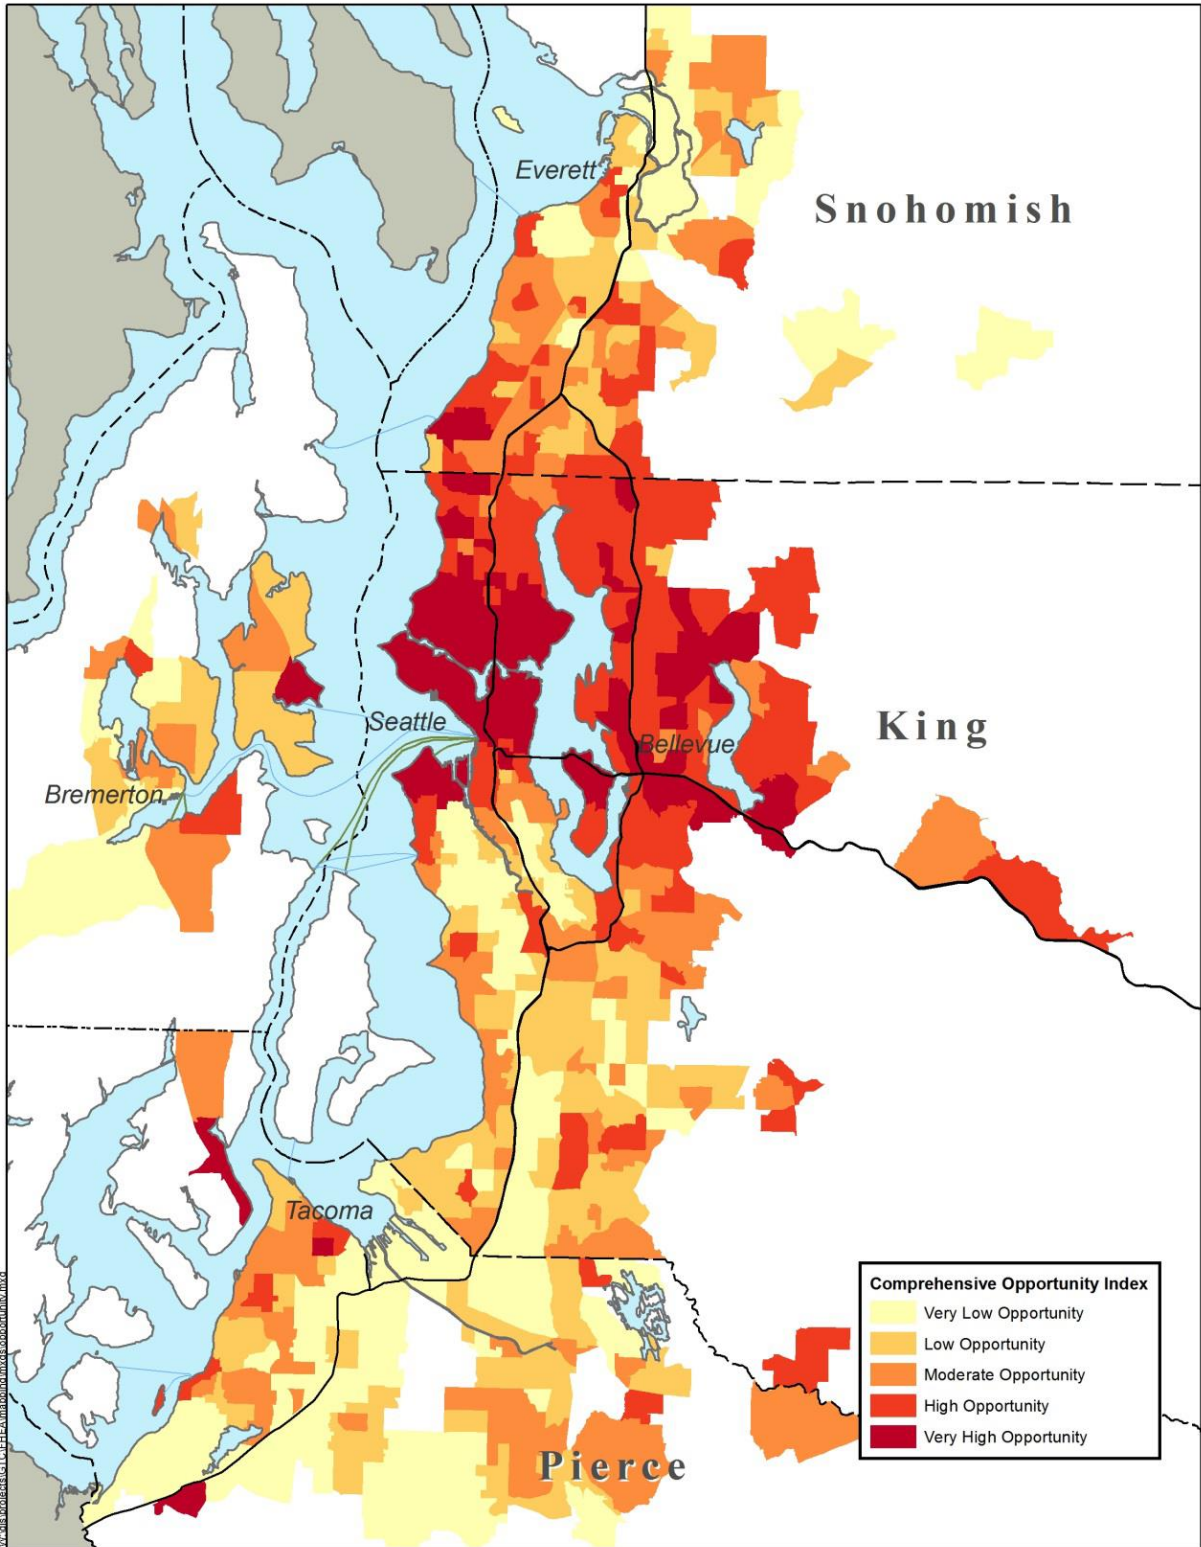 Everett
Snohomish
Seattle
King
Bellevue
Bremerton
Tacoma
Comprehensive Opportunity Index
Very Low Opportunity
Low Opportunity
Moderate Opportunity
High Opportunity
Very High Opportunity
Pierce